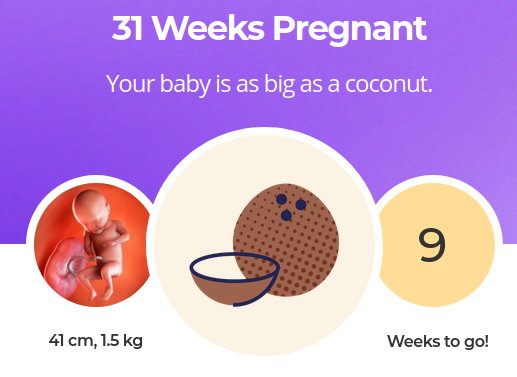 31 Weeks Pregnant
Your baby is as big as a coconut.
9
41 cm, 1.5 kg
Weeks to go!